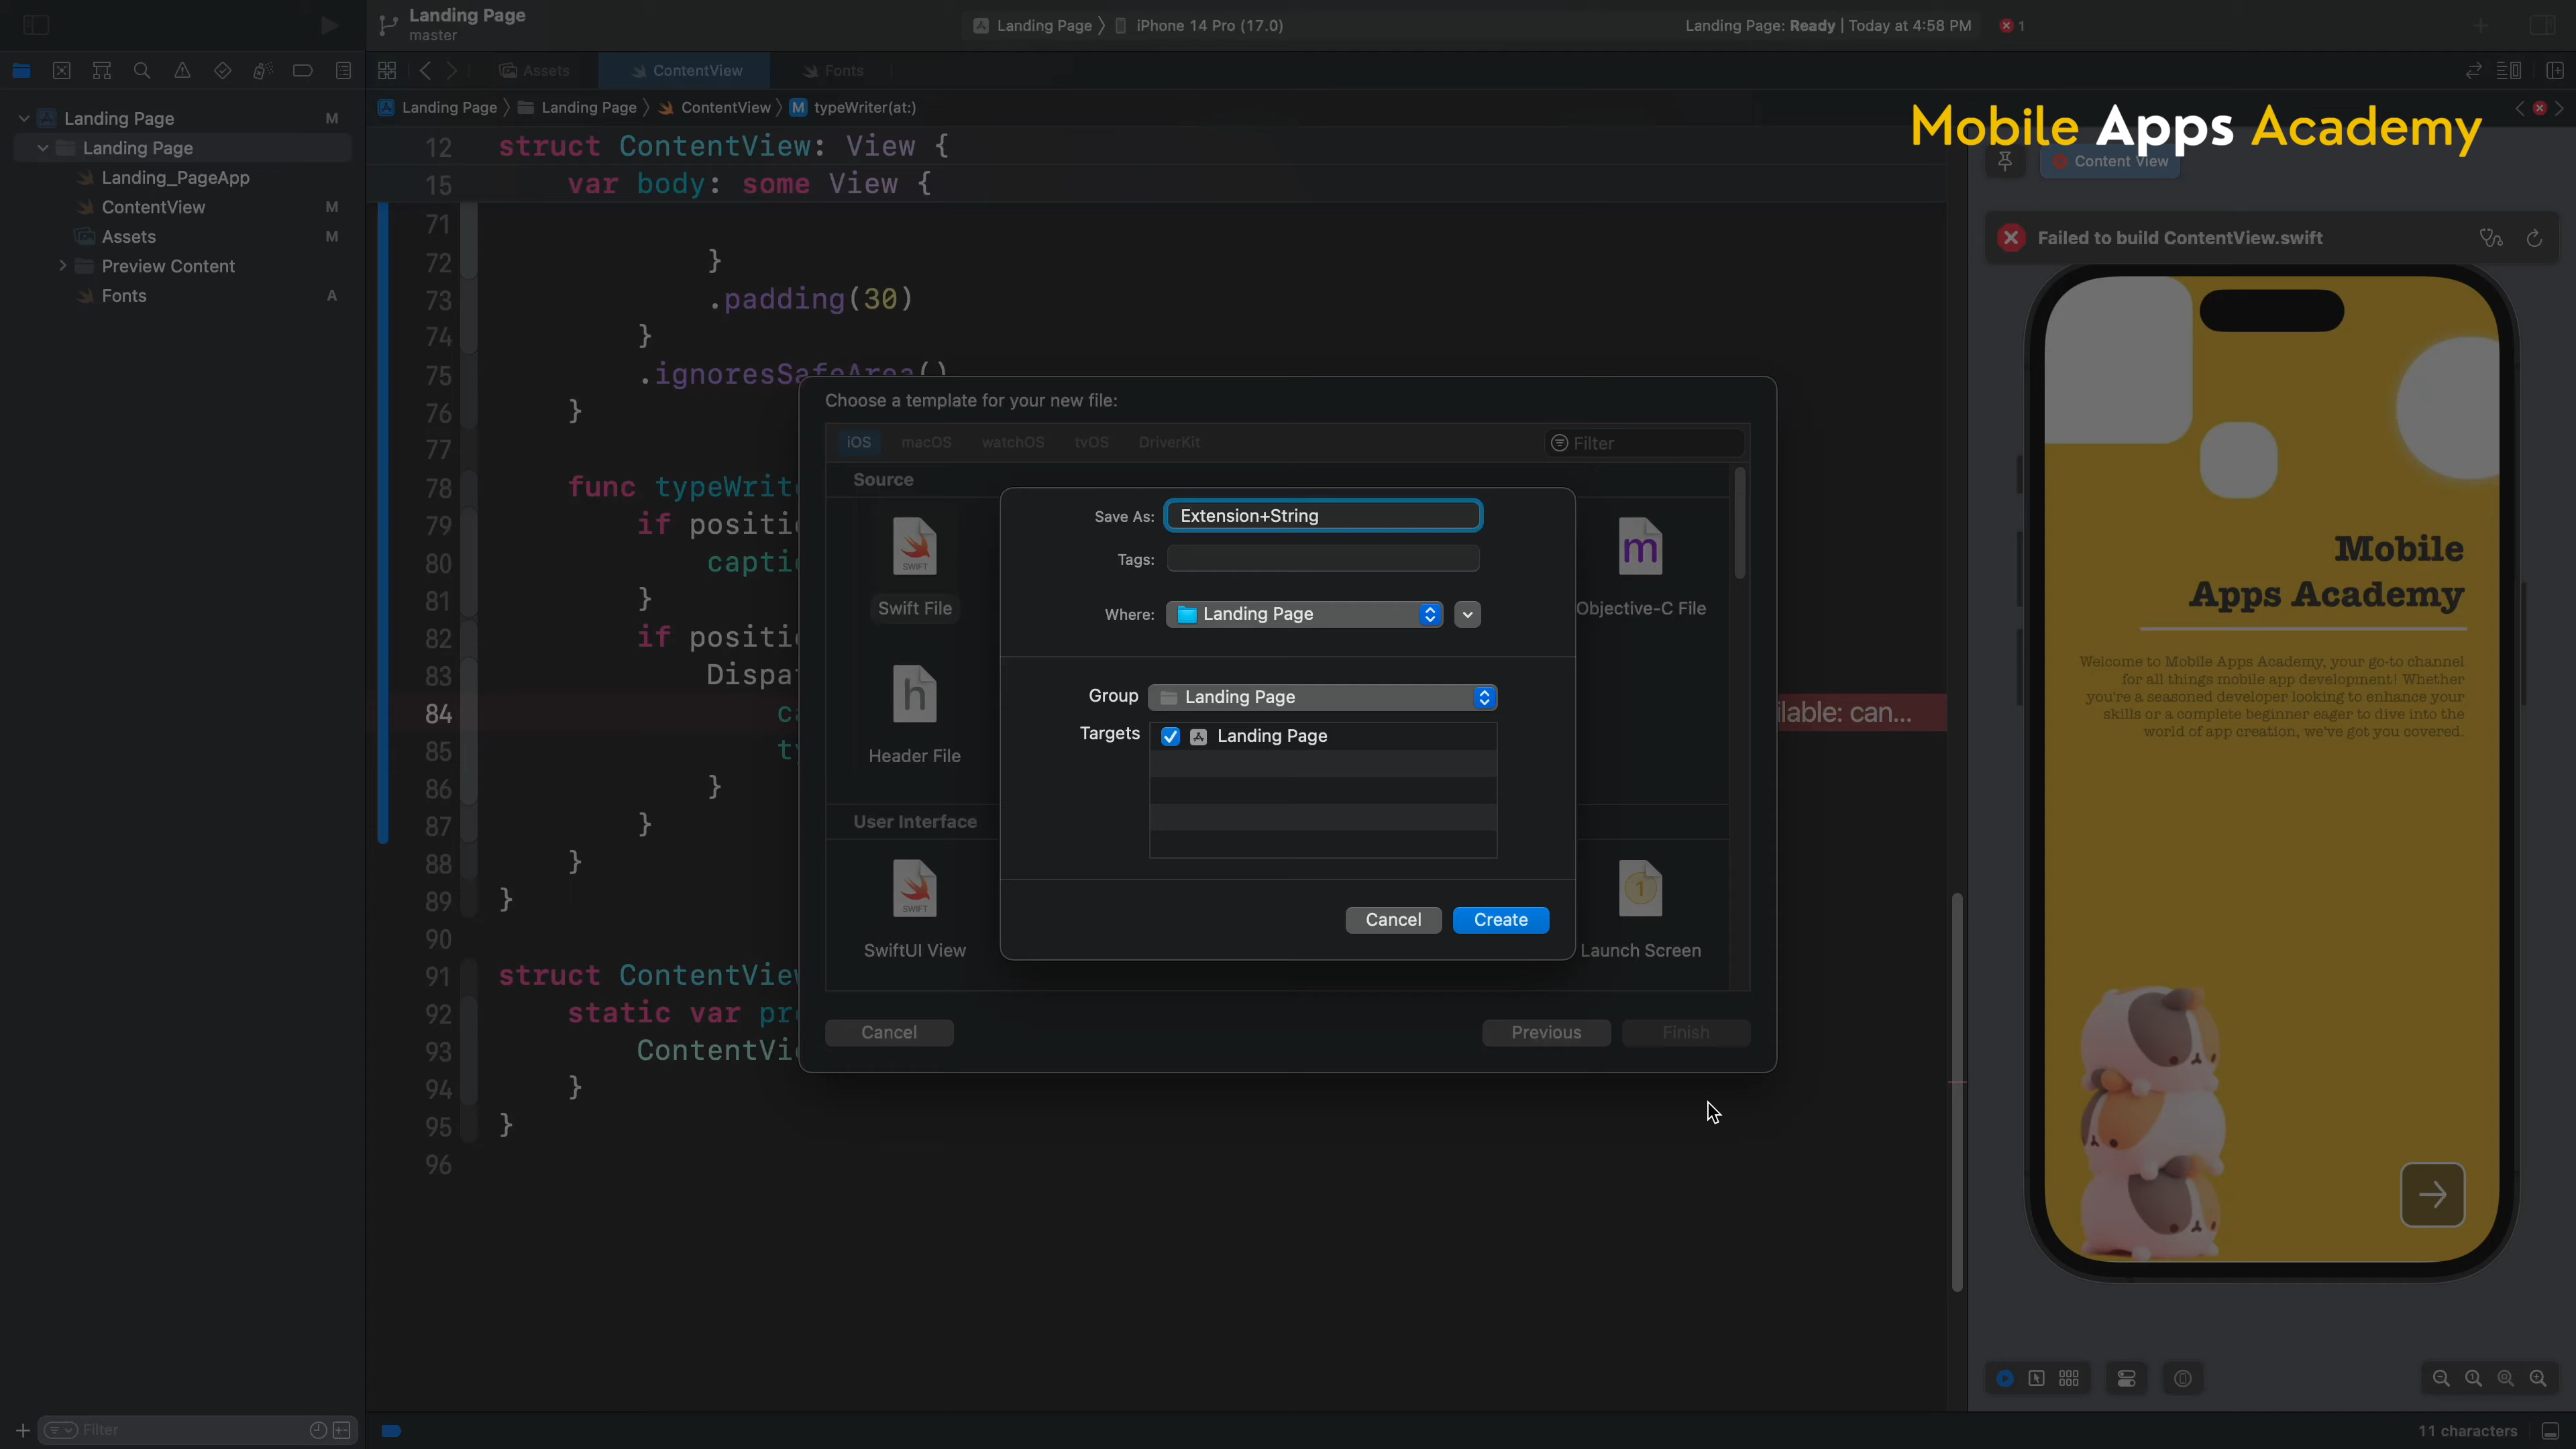 Landing Page
master
Landing Page
iPhone 14 Pro (17.0)
Landing Page: Ready | Today at 4:58 PM
1
Assets
ContentView
Fonts
Landing Page
Landing Page
ContentView
M
typeWriter(at:)
Mobile Apps Academy
Landing Page M
Landing Page
Landing_PageApp
ContentView M
Assets M
Preview Content
Fonts A
12 struct ContentView: View {
15 var body: some View {
71
72 }
73 .padding(30)
74 }
75 .ignoresSafeArea()
76 }
77
78 func typeWrit
79 if positi
80 capti
81 }
82 if positi
83 Dispa
84 ca
85 ty
86 }
87 }
88 }
89 }
90
91 struct ContentView
92 static var pr
93 ContentVi
94 }
95 }
96
ilable: can...
Choose a template for your new file:
iOS macOS watchOS tvOS DriverKit
Filter
Source
SWIFT
Swift File
m
Objective-C File
h
Header File
User Interface
SWIFT
SwiftUI View
1
Launch Screen
Cancel
Previous
Finish
Save As: Extension+String
Tags:
Where: Landing Page
Group Landing Page
Targets Landing Page
Cancel
Create
Content View
Failed to build ContentView.swift
Mobile
Apps Academy
Welcome to Mobile Apps Academy, your go-to channel
for all things mobile app development! Whether
you're a seasoned developer looking to enhance your
skills or a complete beginner eager to dive into the
world of app creation, we've got you covered.
Filter
11 characters